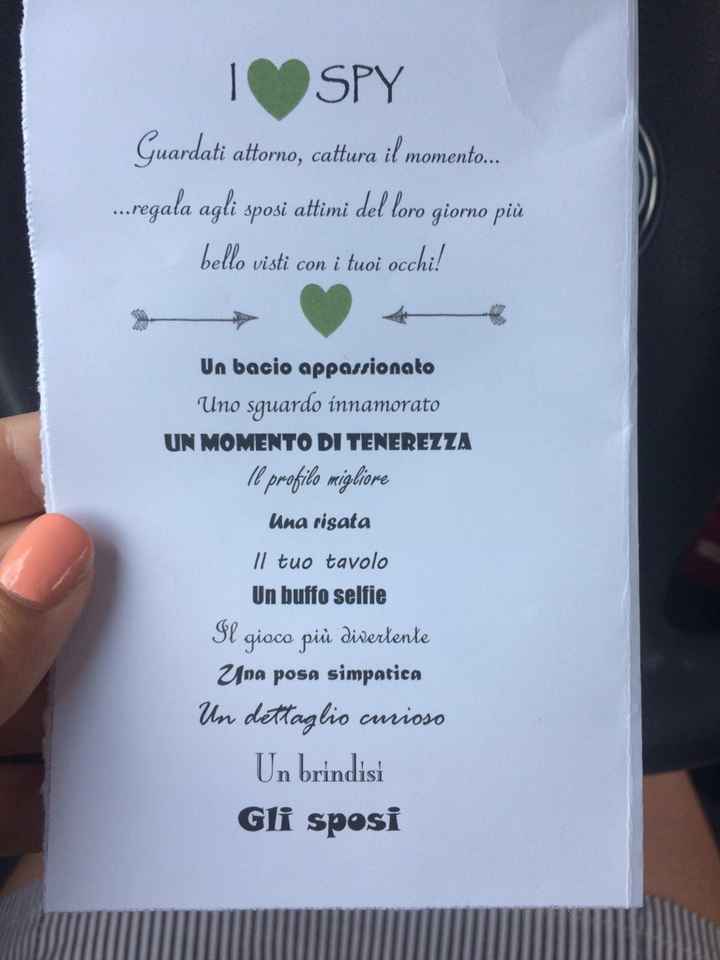 I SPY
Guardati attorno, cattura il momento...
...regala agli sposi attimi del loro giorno più
bello visti con i tuoi occhi!
Un bacio appassionato
Uno sguardo innamorato
UN MOMENTO DI TENEREZZA
Il profilo migliore
Una risata
Il tuo tavolo
Un buffo selfie
Il gioco più divertente
Una posa simpatica
Un dettaglio curioso
Un brindisi
Gli sposi